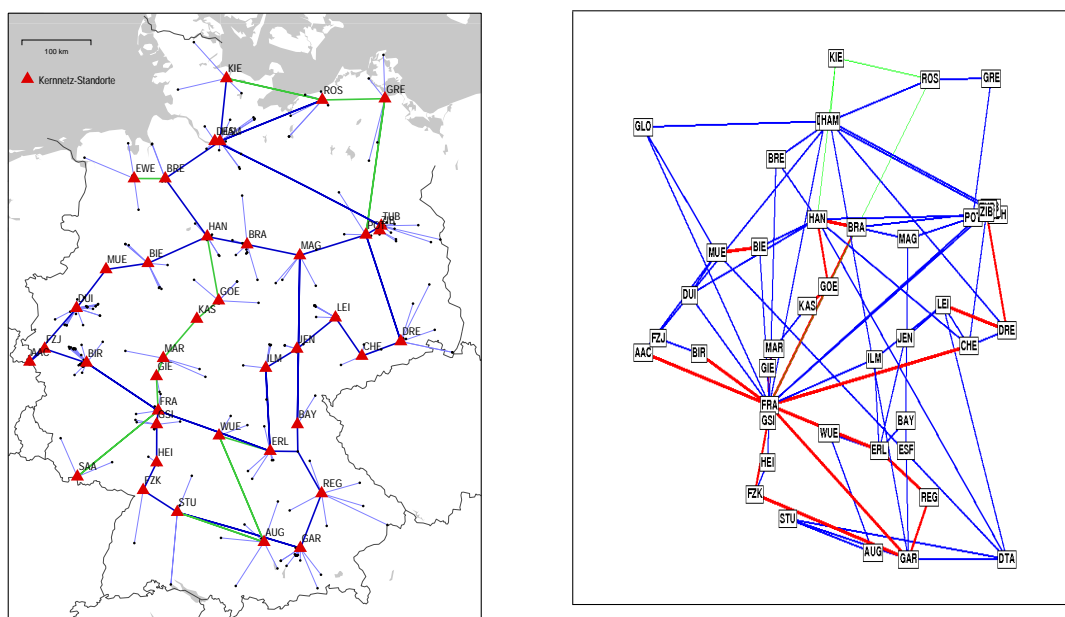 100 km
Kernnetz-Standorte
KIE
ROS
GRE
HAM
EWE
BRE
TUB
ZIB
POT
HAN
BRA
MAG
BIE
MUE
GOE
DUI
KAS
LEI
FZJ
MAR
JEN
DRE
AAC
BIR
GIE
ILM
CHE
FRA
GSI
BAY
WUE
ERL
SAA
HEI
FZK
STU
REG
AUG
GAR
KIE
ROS
GRE
GLO
HAM
BRE
ZIB
POT
HAN
BRA
MAG
MUE
BIE
GOE
DUI
KAS
LEI
DRE
FZJ
JEN
CHE
AAC
BIR
MAR
ILM
GIE
FRA
GSI
BAY
WUE
ERL
ESF
HEI
FZK
REG
STU
AUG
GAR
DTA